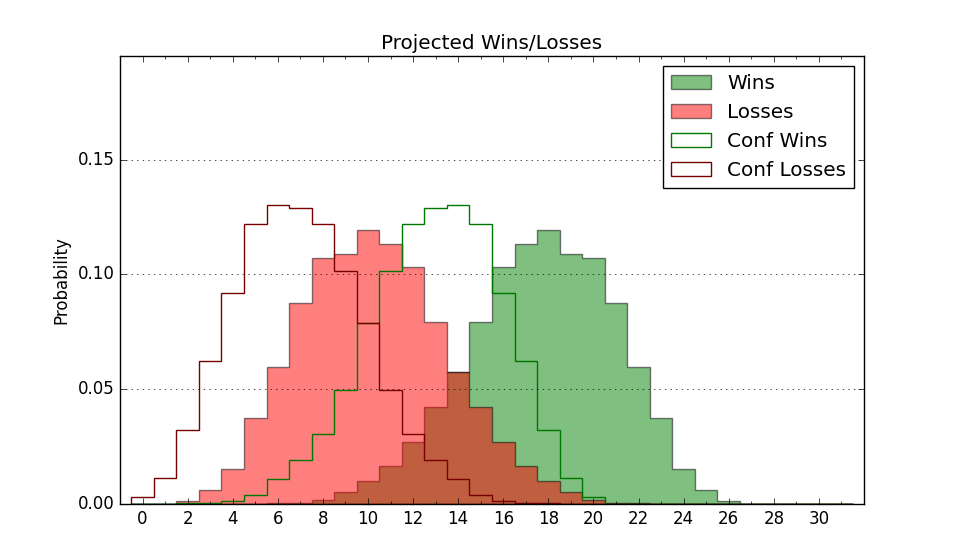 Projected Wins/Losses
Wins
Losses
Conf Wins
Conf Losses
Probability
0.15
0.10
0.05
0.00
0 2 4 6 8 10 12 14 16 18 20 22 24 26 28 30